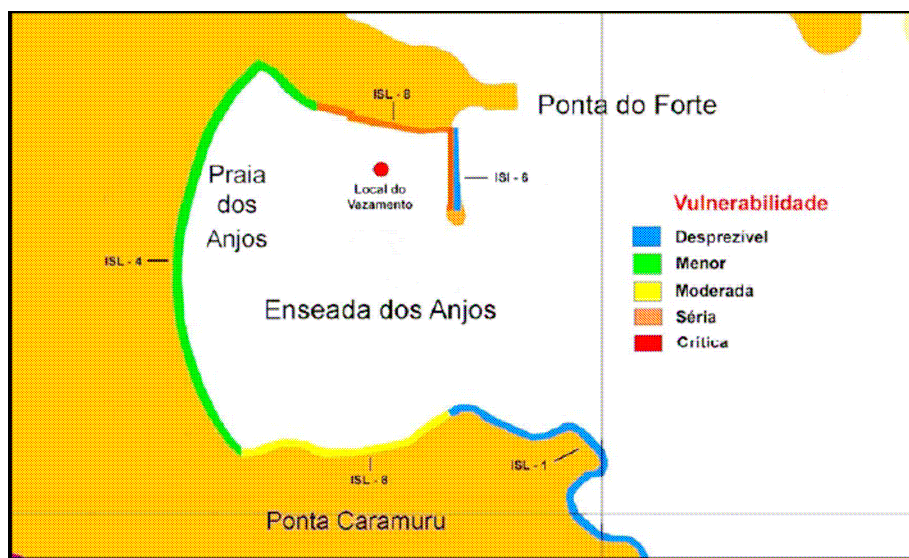 ISL - 8
Ponta do Forte
Praia
dos
Anjos
Local do
Vazamento
ISI - 6
Vulnerabilidade
Desprezível
Menor
Moderada
Séria
Crítica
ISL - 4
Enseada dos Anjos
ISL - 1
ISL - 8
Ponta Caramuru